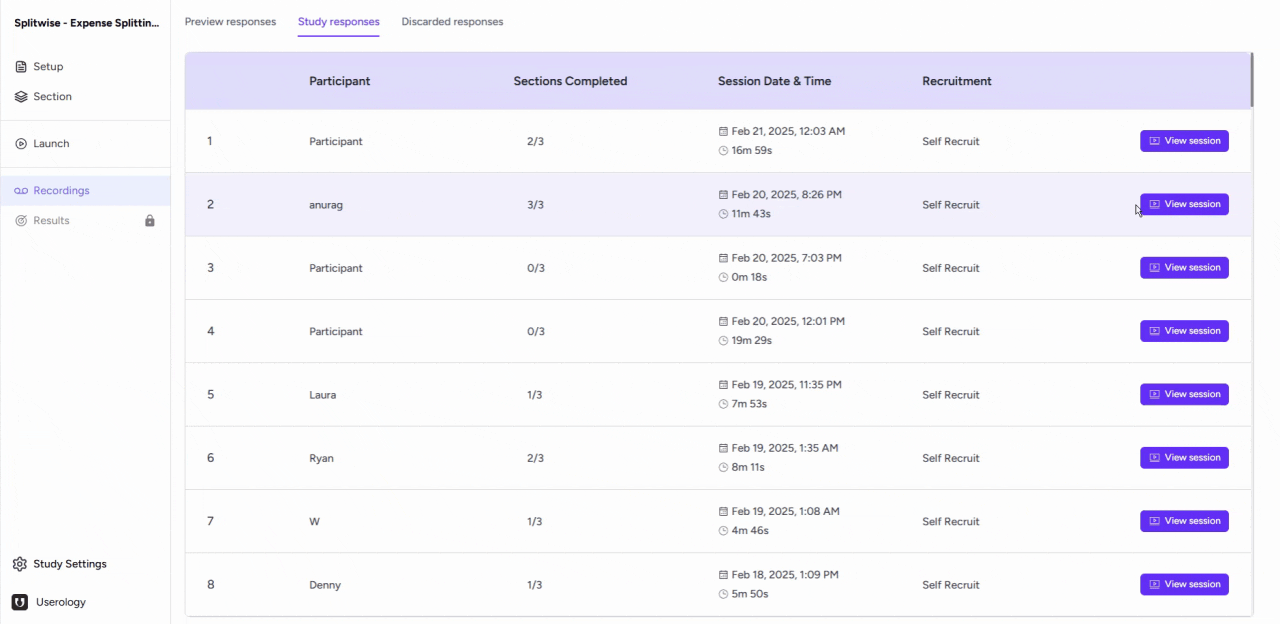 Splitwise - Expense Splittin...
Setup
Section
Launch
Recordings
Results
Study Settings
Userology
Preview responses
Study responses
Discarded responses
Participant Sections Completed Session Date & Time Recruitment
1 Participant 2/3 Feb 21, 2025, 12:03 AM Self Recruit View session
16m 59s
2 anurag 3/3 Feb 20, 2025, 8:26 PM Self Recruit View session
11m 43s
3 Participant 0/3 Feb 20, 2025, 7:03 PM Self Recruit View session
0m 18s
4 Participant 0/3 Feb 20, 2025, 12:01 PM Self Recruit View session
19m 29s
5 Laura 1/3 Feb 19, 2025, 11:35 PM Self Recruit View session
7m 53s
6 Ryan 2/3 Feb 19, 2025, 1:35 AM Self Recruit View session
8m 11s
7 W 1/3 Feb 19, 2025, 1:08 AM Self Recruit View session
4m 46s
8 Denny 1/3 Feb 18, 2025, 1:09 PM Self Recruit View session
5m 50s